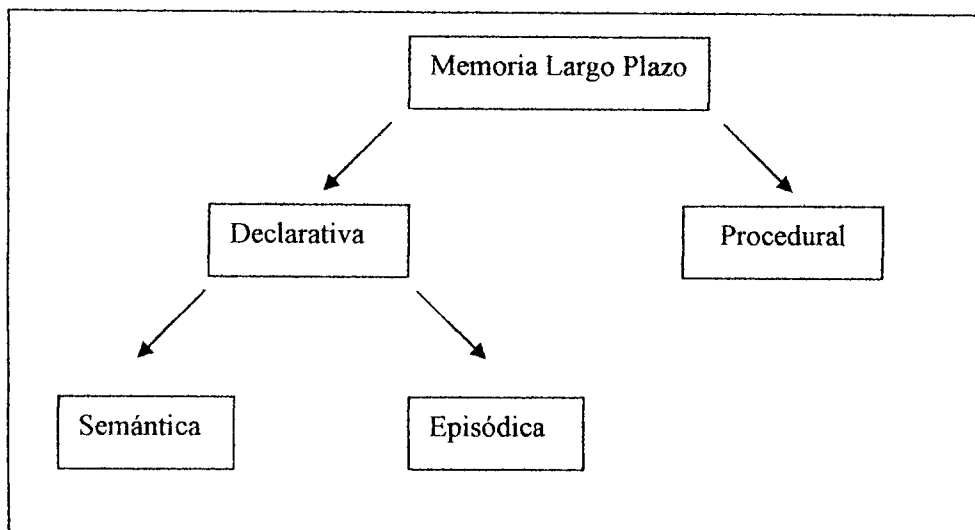 Memoria Largo Plazo
Declarativa
Procedural
Semántica
Episódica